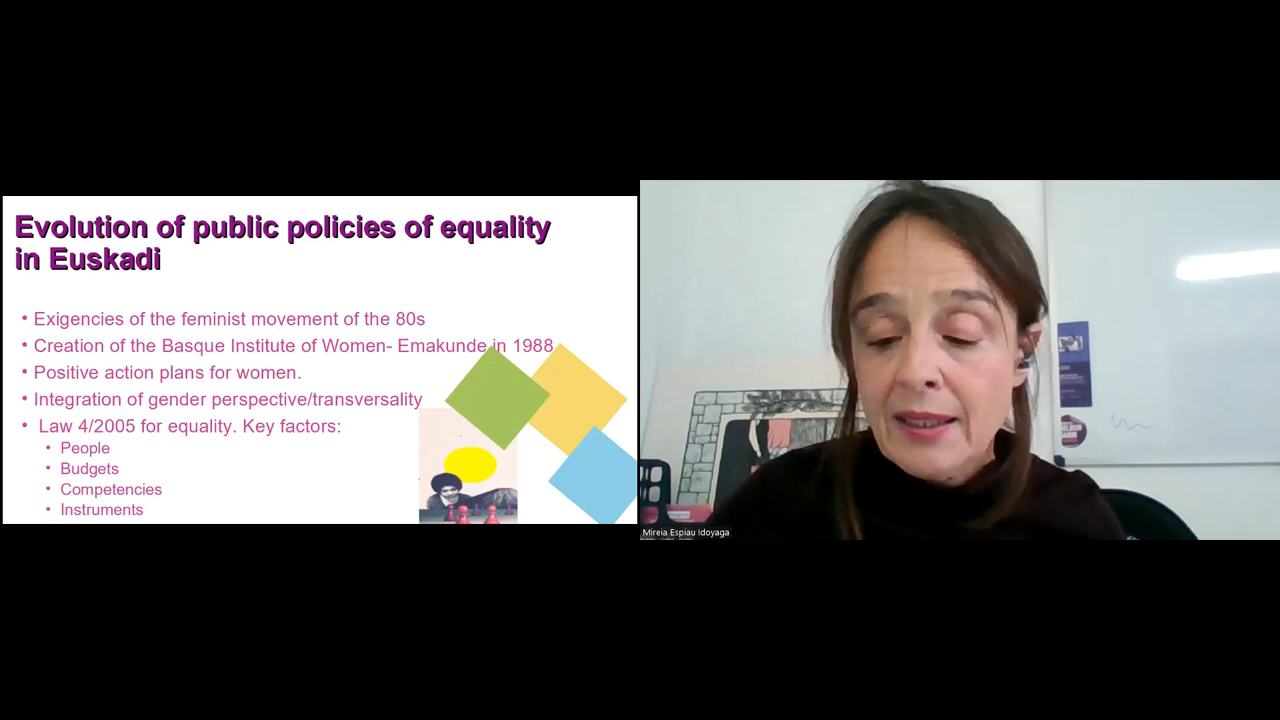 Evolution of public policies of equality
in Euskadi
• Exigencies of the feminist movement of the 80s
• Creation of the Basque Institute of Women- Emakunde in 1988
• Positive action plans for women.
• Integration of gender perspective/transversality
• Law 4/2005 for equality. Key factors:
• People
• Budgets
• Competencies
• Instruments
Mireia Espiau Idoyaga